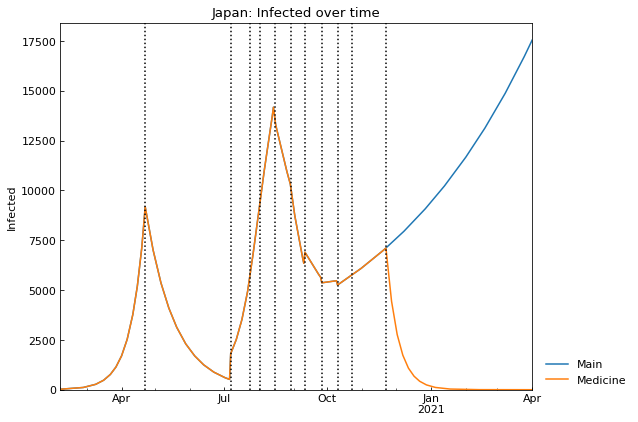 Japan: Infected over time
Infected
17500
15000
12500
10000
7500
5000
2500
0
Apr
Jul
Oct
Jan
2021
Apr
Main
Medicine